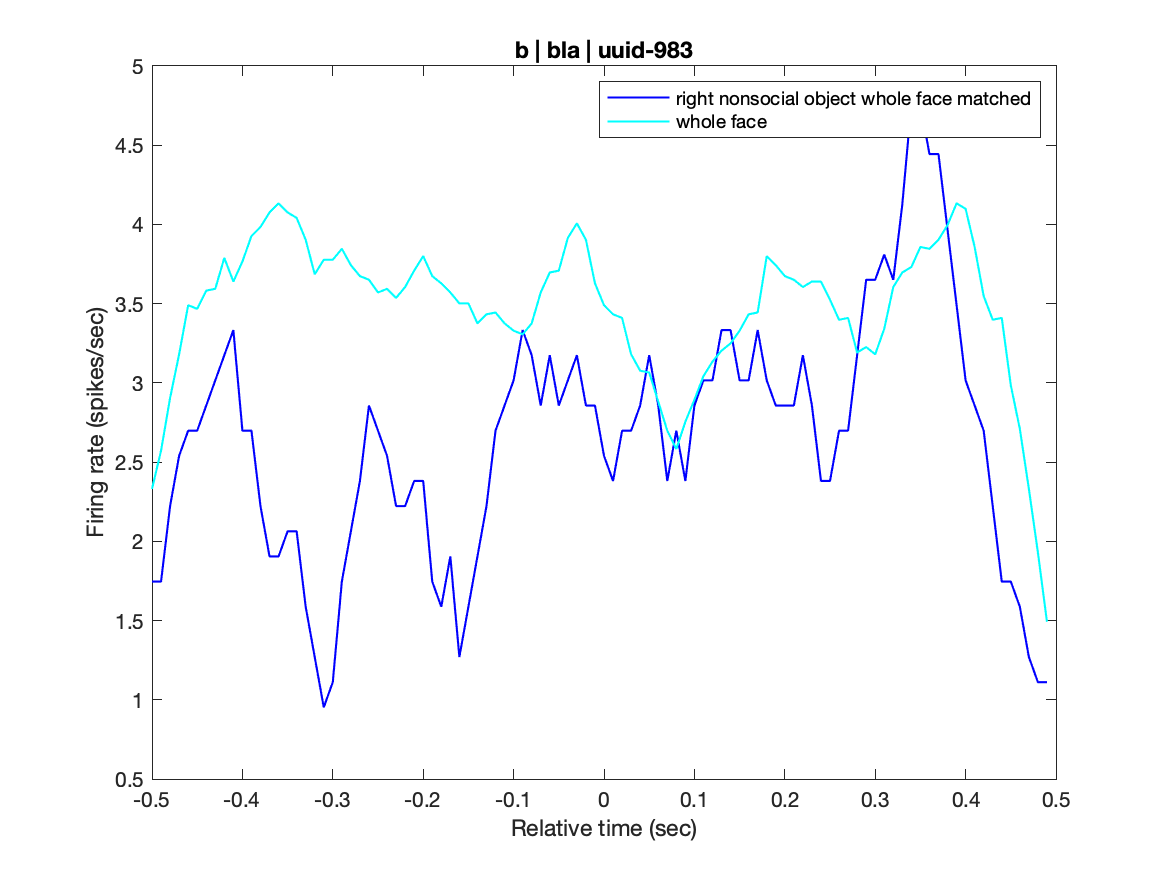 b | bla | uuid-983
right nonsocial object whole face matched
whole face
Firing rate (spikes/sec)
5
4.5
4
3.5
3
2.5
2
1.5
1
0.5
-0.5 -0.4 -0.3 -0.2 -0.1 0 0.1 0.2 0.3 0.4 0.5
Relative time (sec)